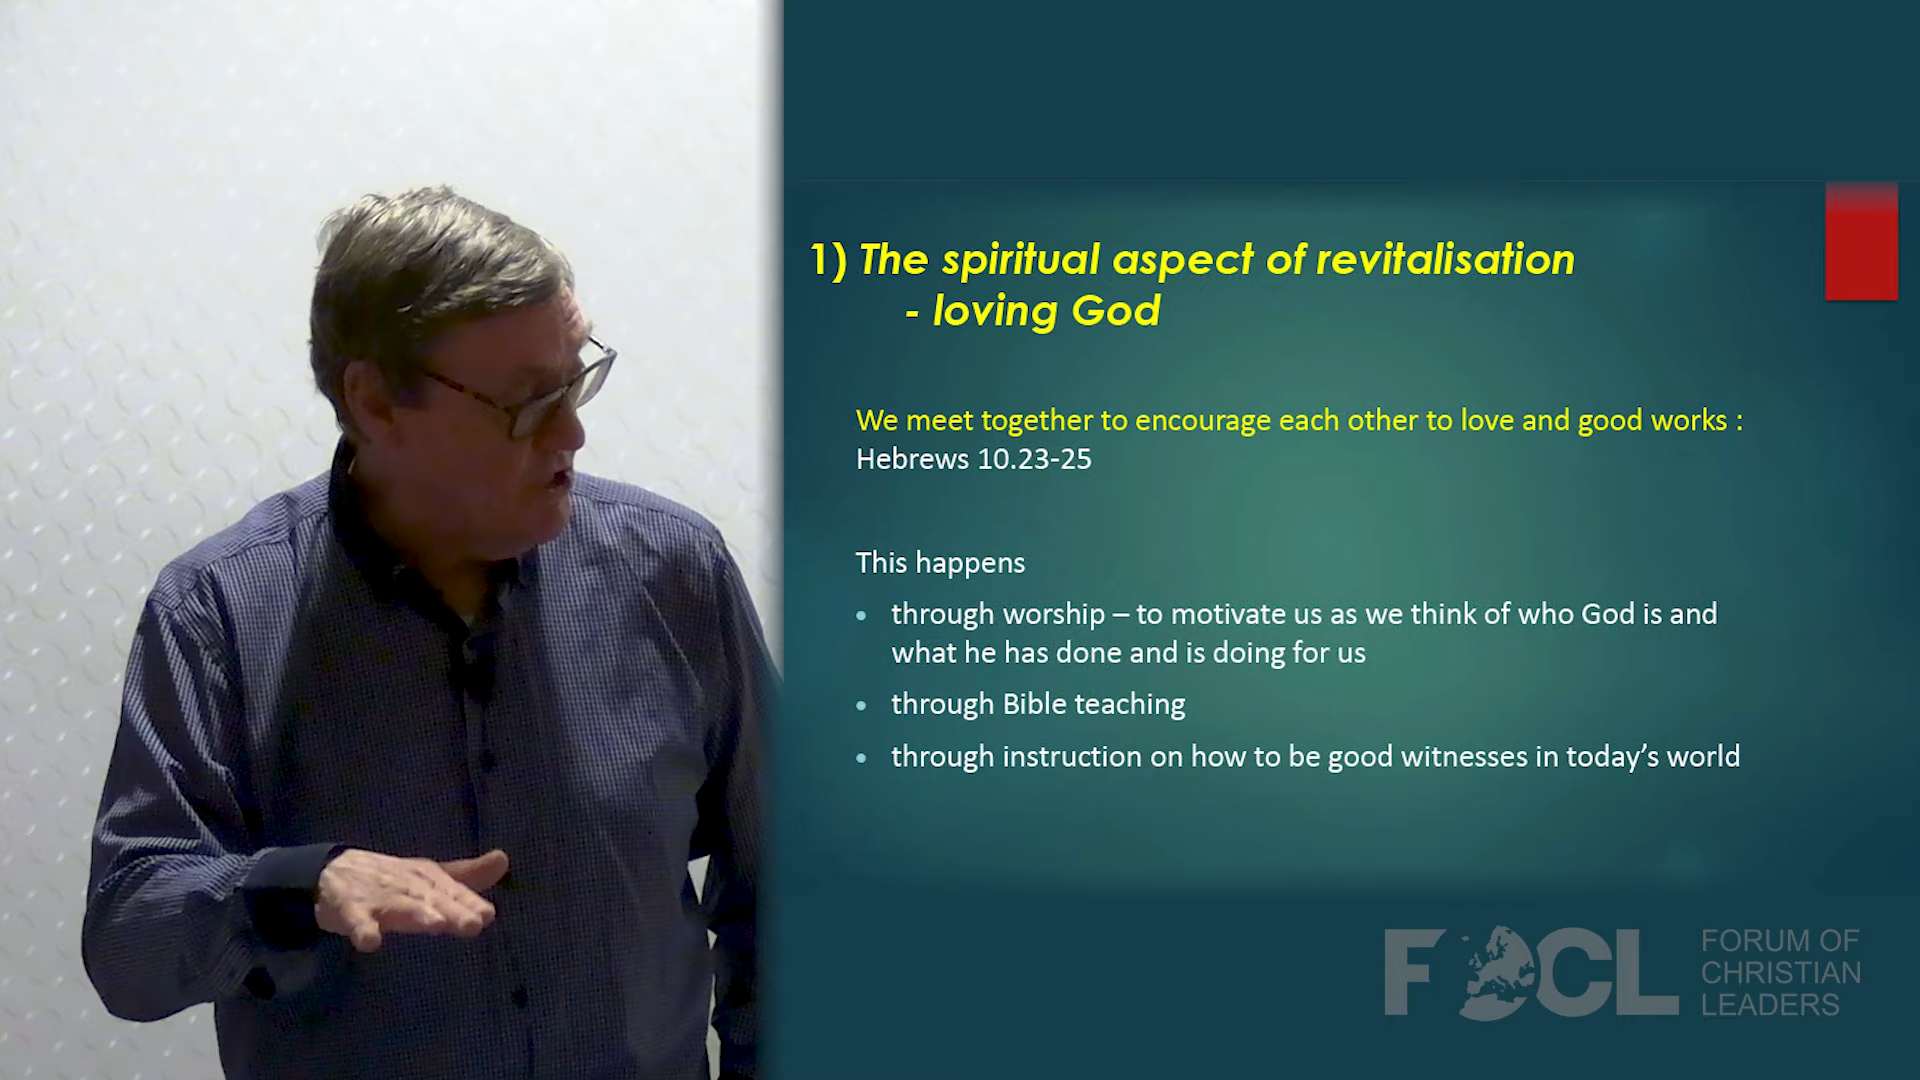 1) The spiritual aspect of revitalisation
- loving God
We meet together to encourage each other to love and good works :
Hebrews 10.23-25
This happens
• through worship – to motivate us as we think of who God is and
what he has done and is doing for us
• through Bible teaching
• through instruction on how to be good witnesses in today’s world
FOCL
FORUM OF
CHRISTIAN
LEADERS